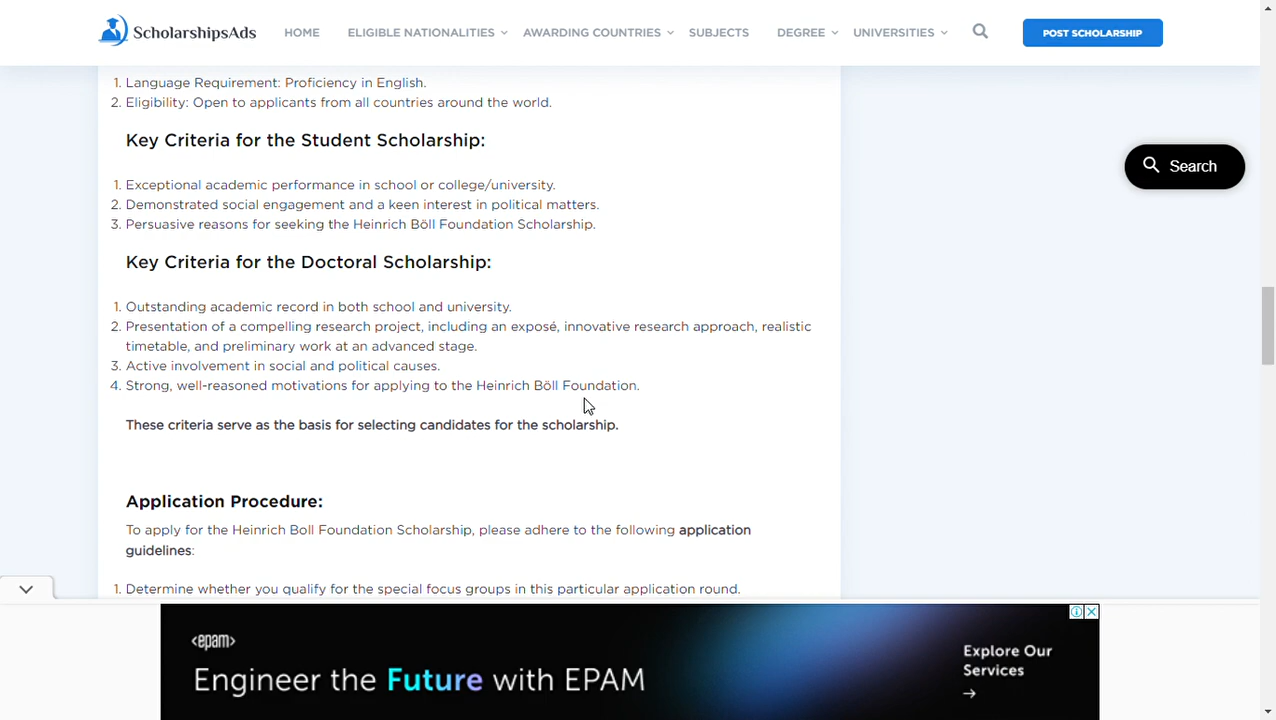 ScholarshipsAds
HOME
ELIGIBLE NATIONALITIES
AWARDING COUNTRIES
SUBJECTS
DEGREE
UNIVERSITIES
POST SCHOLARSHIP
1. Language Requirement: Proficiency in English.
2. Eligibility: Open to applicants from all countries around the world.
Key Criteria for the Student Scholarship:
1. Exceptional academic performance in school or college/university.
2. Demonstrated social engagement and a keen interest in political matters.
3. Persuasive reasons for seeking the Heinrich Böll Foundation Scholarship.
Key Criteria for the Doctoral Scholarship:
1. Outstanding academic record in both school and university.
2. Presentation of a compelling research project, including an exposé, innovative research approach, realistic
timetable, and preliminary work at an advanced stage.
3. Active involvement in social and political causes.
4. Strong, well-reasoned motivations for applying to the Heinrich Böll Foundation.
These criteria serve as the basis for selecting candidates for the scholarship.
Application Procedure:
To apply for the Heinrich Boll Foundation Scholarship, please adhere to the following application
guidelines:
1. Determine whether you qualify for the special focus groups in this particular application round.
Search
<epam>
Engineer the Future with EPAM
Explore Our
Services